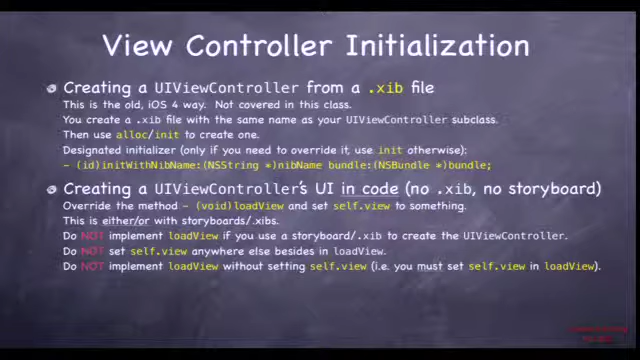 View Controller Initialization
Creating a UIViewController from a .xib file
This is the old, iOS 4 way. Not covered in this class.
You create a .xib file with the same name as your UIViewController subclass.
Then use alloc/init to create one.
Designated initializer (only if you need to override it, use init otherwise):
- (id)initWithNibName:(NSString *)nibName bundle:(NSBundle *)bundle;
Creating a UIViewController's UI in code (no .xib, no storyboard)
Override the method - (void)loadView and set self.view to something.
This is either/or with storyboards/.xibs.
Do NOT implement loadView if you use a storyboard/.xib to create the UIViewController.
Do NOT set self.view anywhere else besides in loadView.
Do NOT implement loadView without setting self.view (i.e. you must set self.view in loadView).